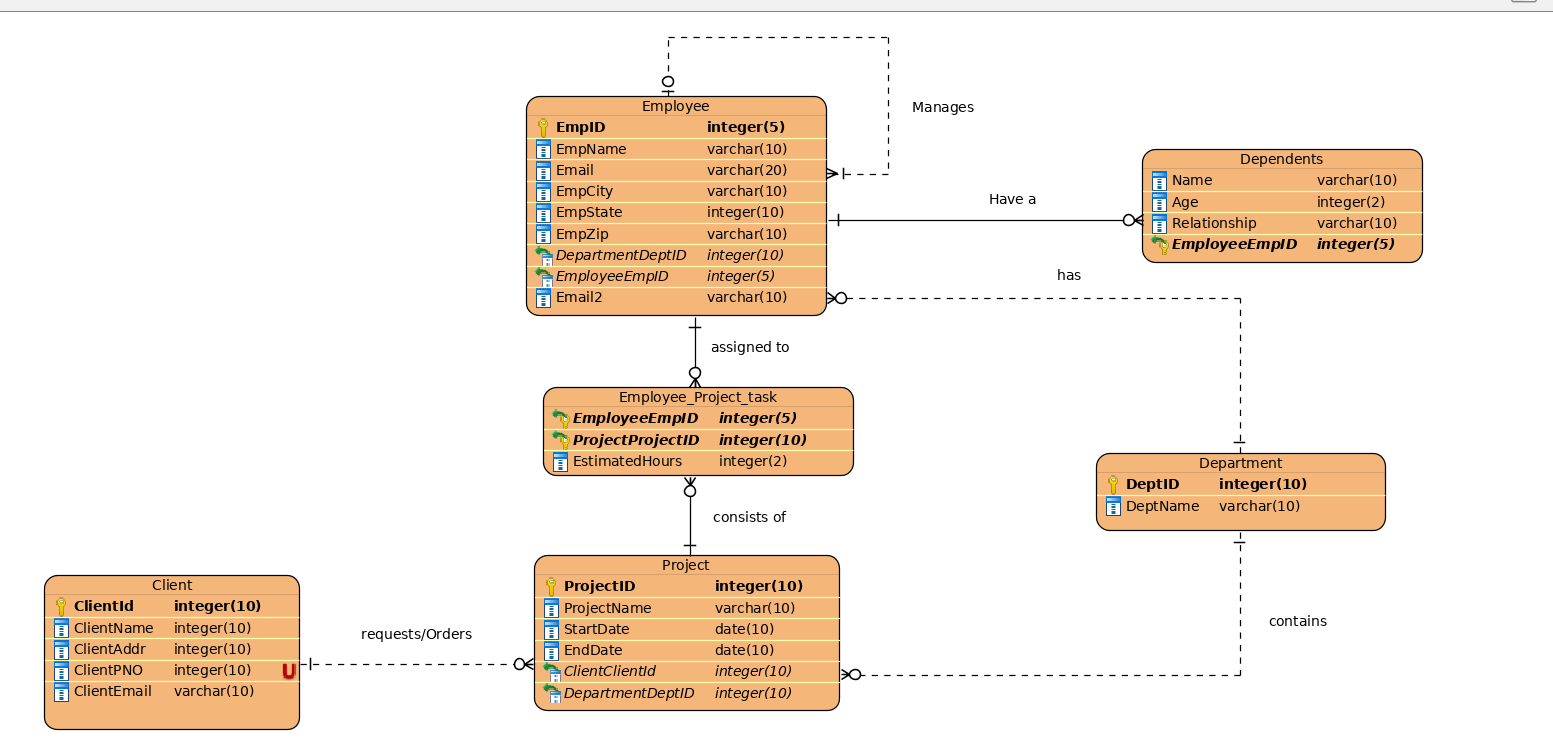 Manages
Employee
EmpID integer(5)
EmpName varchar(10)
Email varchar(20)
EmpCity varchar(10)
EmpState integer(10)
EmpZip varchar(10)
DepartmentDeptID integer(10)
EmployeeEmpID integer(5)
Email2 varchar(10)
Have a
Dependents
Name varchar(10)
Age integer(2)
Relationship varchar(10)
EmployeeEmpID integer(5)
has
assigned to
Employee_Project_task
EmployeeEmpID integer(5)
ProjectProjectID integer(10)
EstimatedHours integer(2)
Department
DeptID integer(10)
DeptName varchar(10)
consists of
Client
ClientId integer(10)
ClientName integer(10)
ClientAddr integer(10)
ClientPNO integer(10) U
ClientEmail varchar(10)
requests/Orders
Project
ProjectID integer(10)
ProjectName varchar(10)
StartDate date(10)
EndDate date(10)
ClientClientId integer(10)
DepartmentDeptID integer(10)
contains